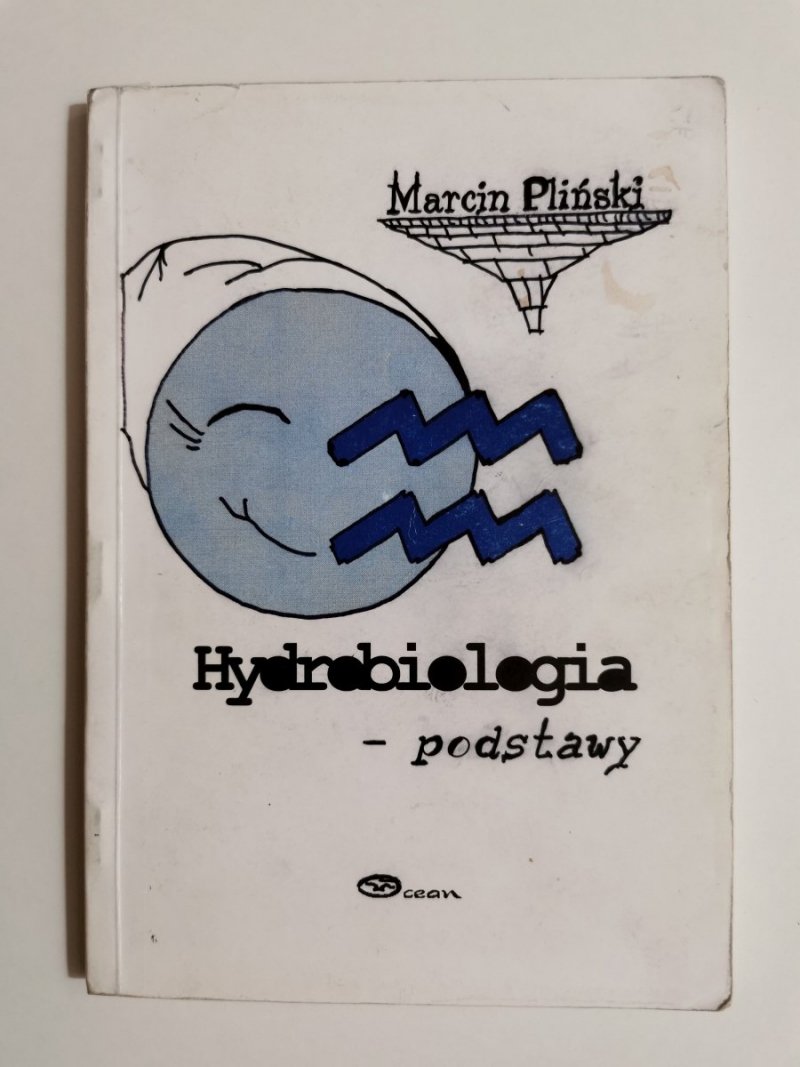 Marcin Pliński
Hydrobiologia
- podstawy
Ocean